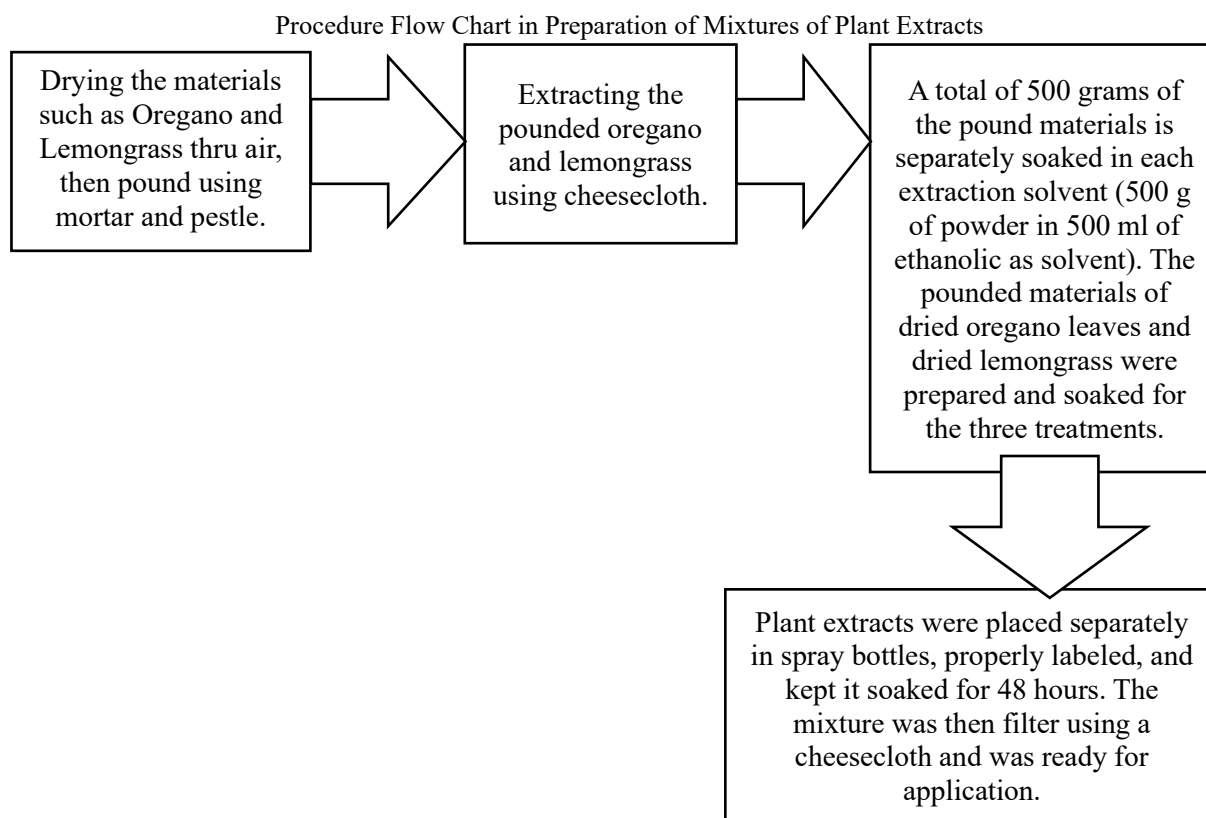 Procedure Flow Chart in Preparation of Mixtures of Plant Extracts
Drying the materials
such as Oregano and
Lemongrass thru air,
then pound using
mortar and pestle.
Extracting the
pounded oregano
and lemongrass
using cheesecloth.
A total of 500 grams of
the pound materials is
separately soaked in each
extraction solvent (500 g
of powder in 500 ml of
ethanolic as solvent). The
pounded materials of
dried oregano leaves and
dried lemongrass were
prepared and soaked for
the three treatments.
Plant extracts were placed separately
in spray bottles, properly labeled, and
kept it soaked for 48 hours. The
mixture was then filter using a
cheesecloth and was ready for
application.